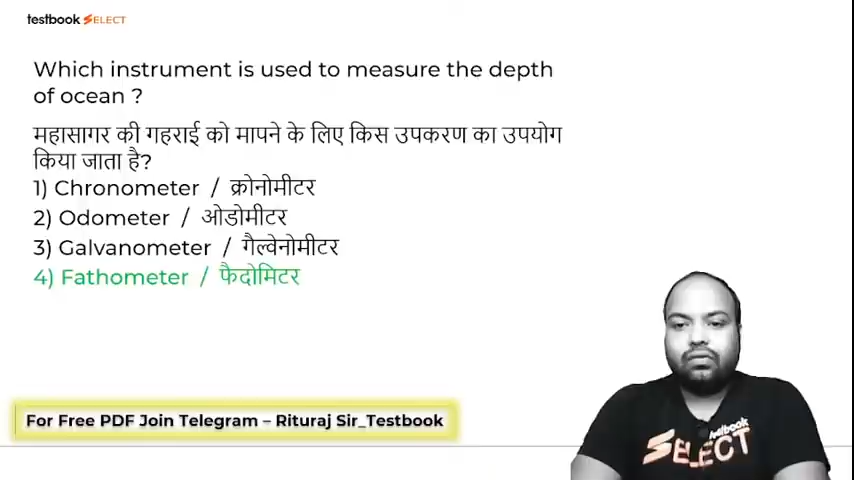 testbook SELECT
Which instrument is used to measure the depth
of ocean ?
महासागर की गहराई को मापने के लिए किस उपकरण का उपयोग
किया जाता है?
1) Chronometer / क्रोनोमीटर
2) Odometer / ओडोमीटर
3) Galvanometer / गैल्वेनोमीटर
4) Fathometer / फैदोमिटर
For Free PDF Join Telegram – Rituraj Sir_Testbook
testbook
SELECT